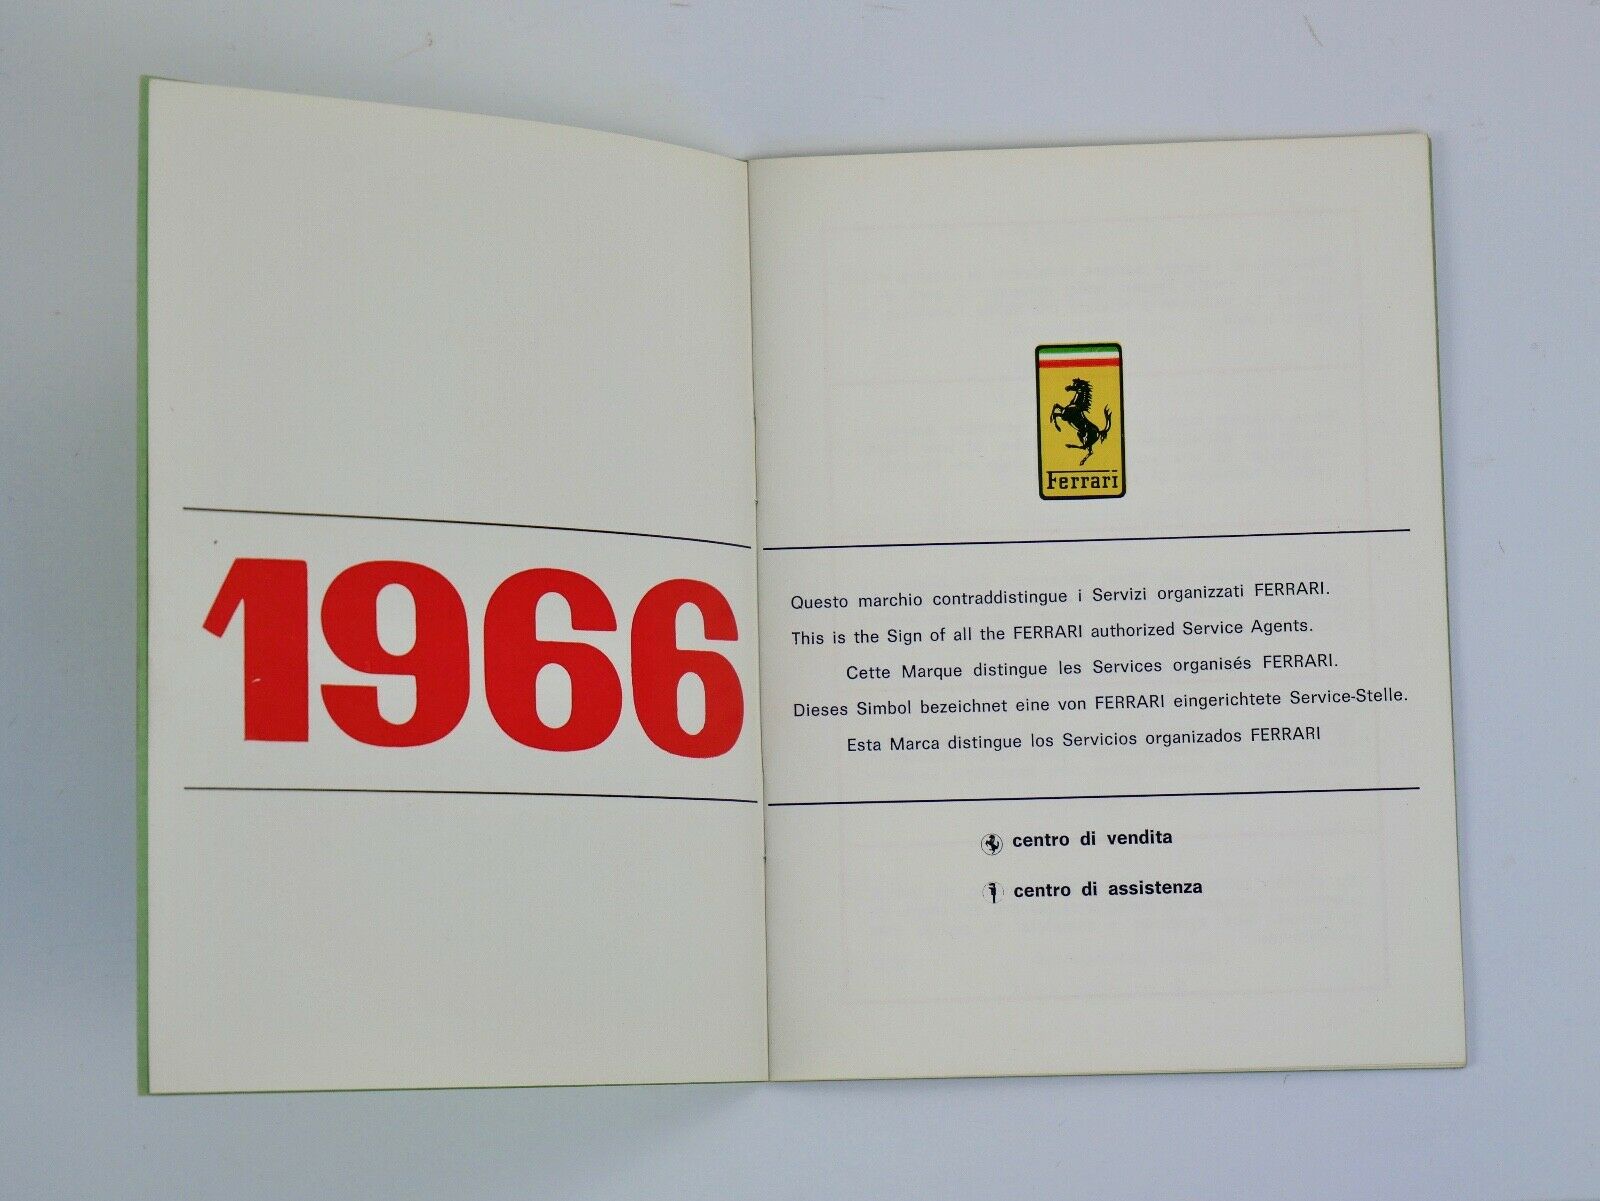 1966
Ferrari
Questo marchio contraddistingue i Servizi organizzati FERRARI.
This is the Sign of all the FERRARI authorized Service Agents.
Cette Marque distingue les Services organisés FERRARI.
Dieses Simbol bezeichnet eine von FERRARI eingerichtete Service-Stelle.
Esta Marca distingue los Servicios organizados FERRARI
centro di vendita
centro di assistenza